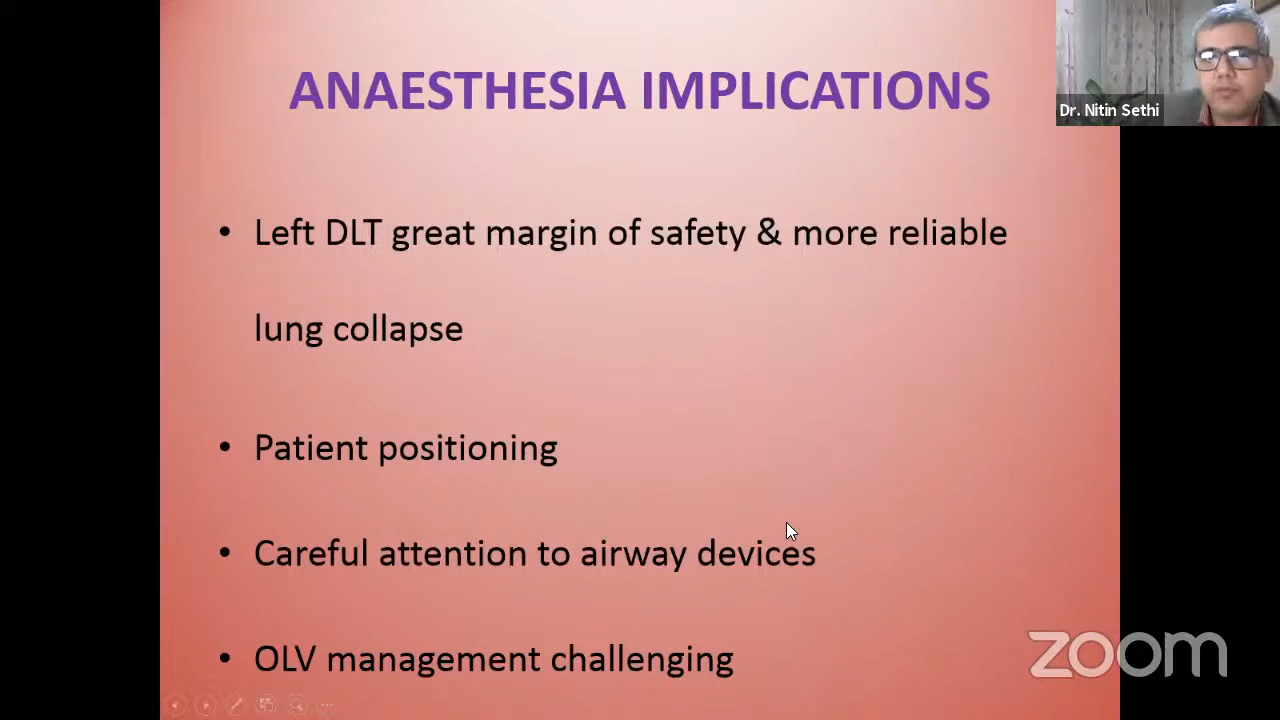 ANAESTHESIA IMPLICATIONS
Dr. Nitin Sethi
• Left DLT great margin of safety & more reliable
lung collapse
• Patient positioning
• Careful attention to airway devices
• OLV management challenging
zoom